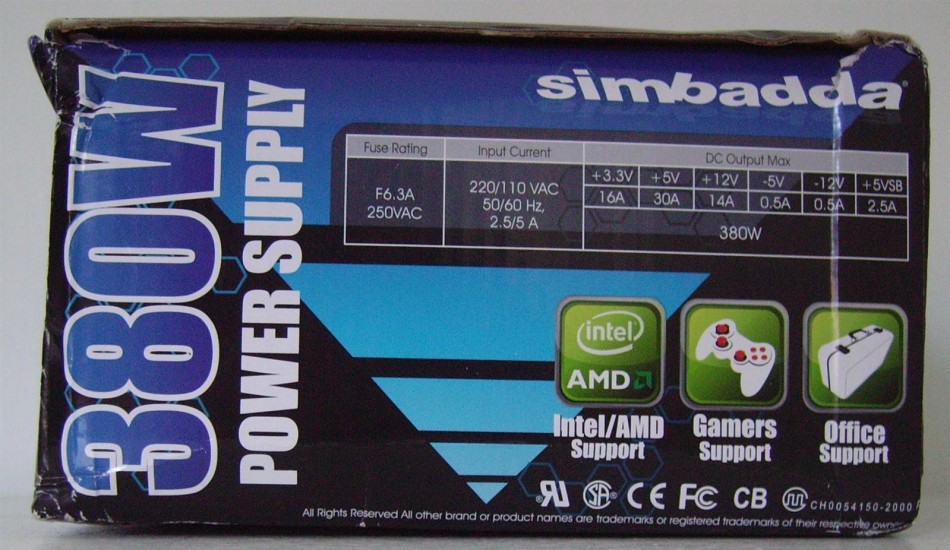 simbadda
380W
POWER SUPPLY
Fuse Rating Input Current DC Output Max
+3.3V +5V +12V -5V -12V +5VSB
16A 30A 14A 0.5A 0.5A 2.5A
F6.3A
250VAC
220/110 VAC
50/60 Hz,
2.5/5 A
380W
intel
AMD
Intel/AMD
Support
Gamers
Support
Office
Support
SA CE FC CB CH0054150-2000
All Rights Reserved All other brand or product names are trademarks or registered trademarks of their respective owners